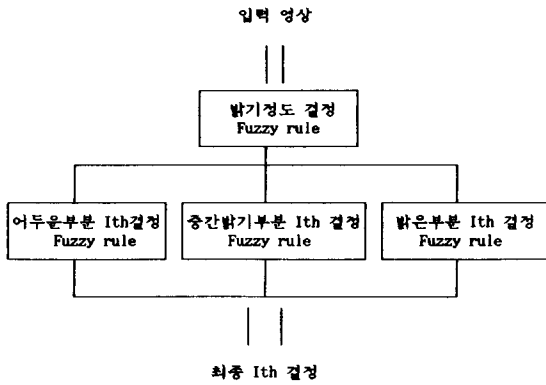 입력 영상
밝기정도 결정
Fuzzy rule
어두운부분 Ith결정
Fuzzy rule
중간밝기부분 Ith 결정
Fuzzy rule
밝은부분 Ith 결정
Fuzzy rule
최종 Ith 결정